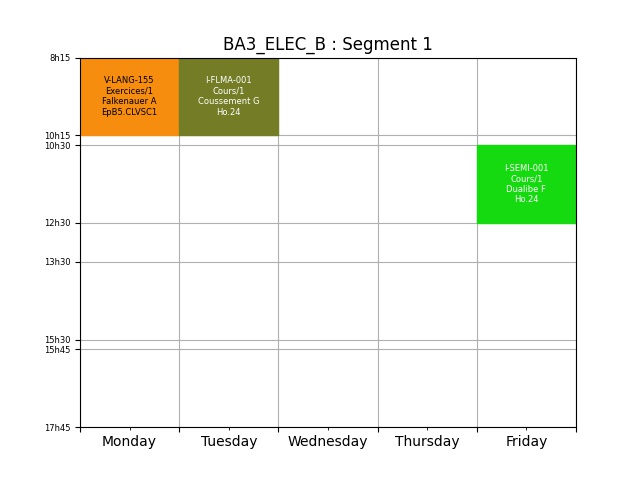 BA3_ELEC_B : Segment 1
8h15
V-LANG-155
Exercices/1
Falkenauer A
EpB5.CLVSC1
I-FLMA-001
Cours/1
Coussement G
Ho.24
10h15
10h30
I-SEMI-001
Cours/1
Dualibe F
Ho.24
12h30
13h30
15h30
15h45
17h45
Monday
Tuesday
Wednesday
Thursday
Friday